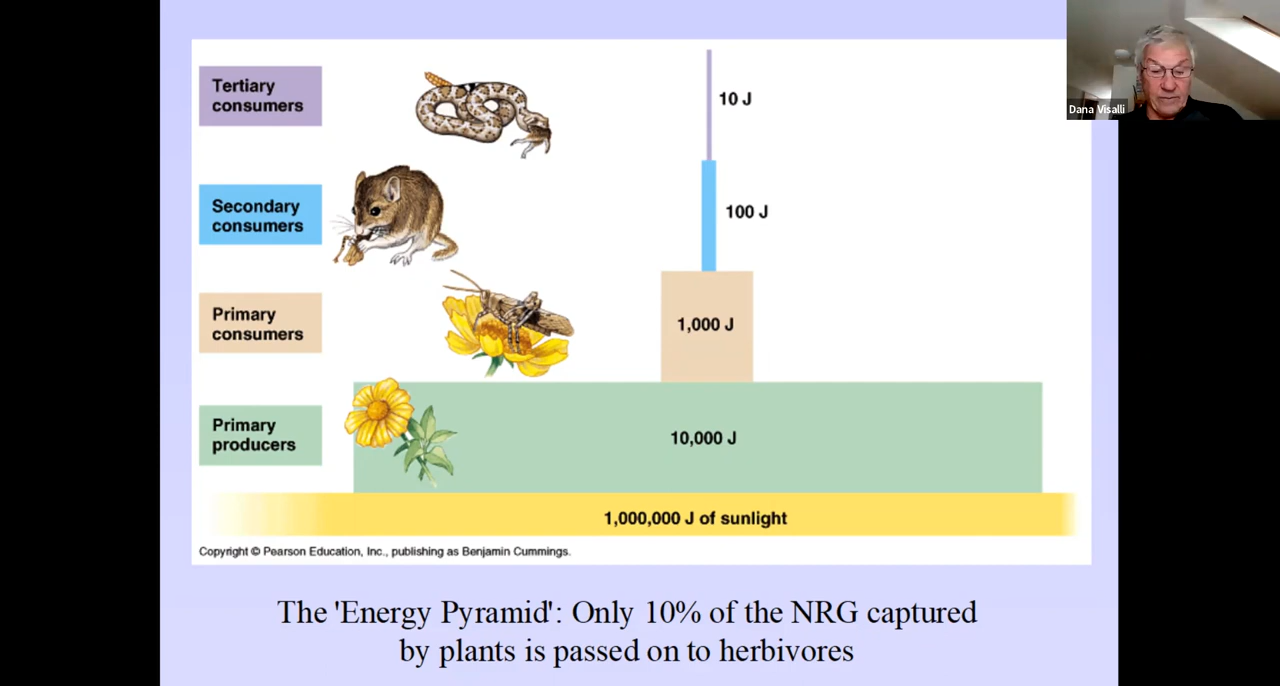 Tertiary
consumers
10 J
Dana Visalli
Secondary
consumers
100 J
Primary
consumers
1,000 J
Primary
producers
10,000 J
1,000,000 J of sunlight
Copyright © Pearson Education, Inc., publishing as Benjamin Cummings.
The 'Energy Pyramid': Only 10% of the NRG captured
by plants is passed on to herbivores